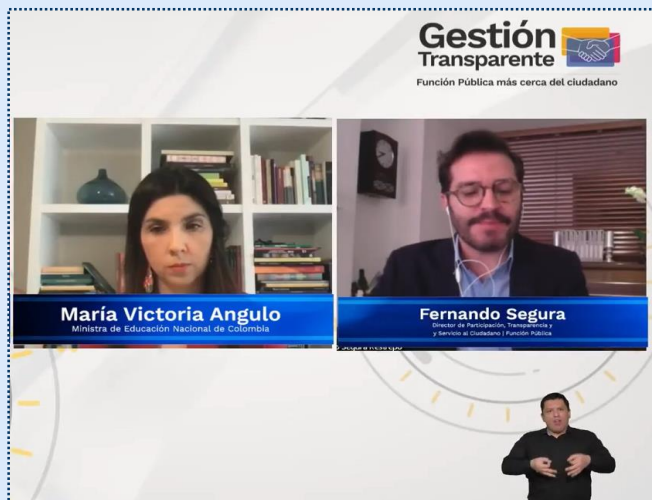 Gestión
Transparente
Función Pública más cerca del ciudadano
María Victoria Angulo
Ministra de Educación Nacional de Colombia
Fernando Segura
Director de Participación, Transparencia y
y Servicio al Ciudadano | Función Pública